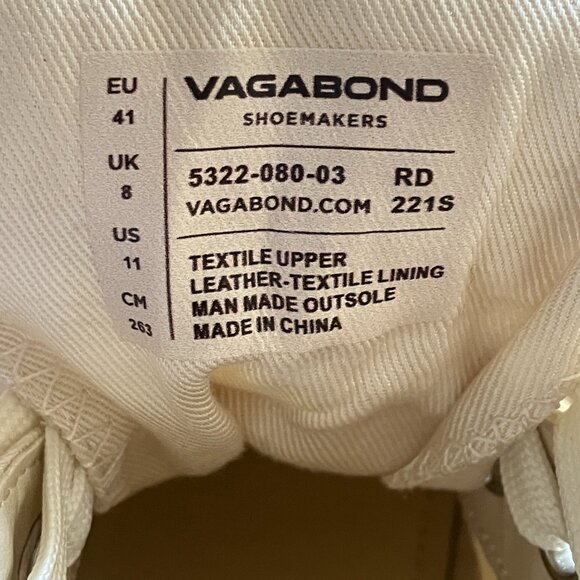 EU
41
UK
8
US
11
CM
263
VAGABOND
SHOEMAKERS
5322-080-03 RD
VAGABOND.COM 221S
TEXTILE UPPER
LEATHER-TEXTILE LINING
MAN MADE OUTSOLE
MADE IN CHINA